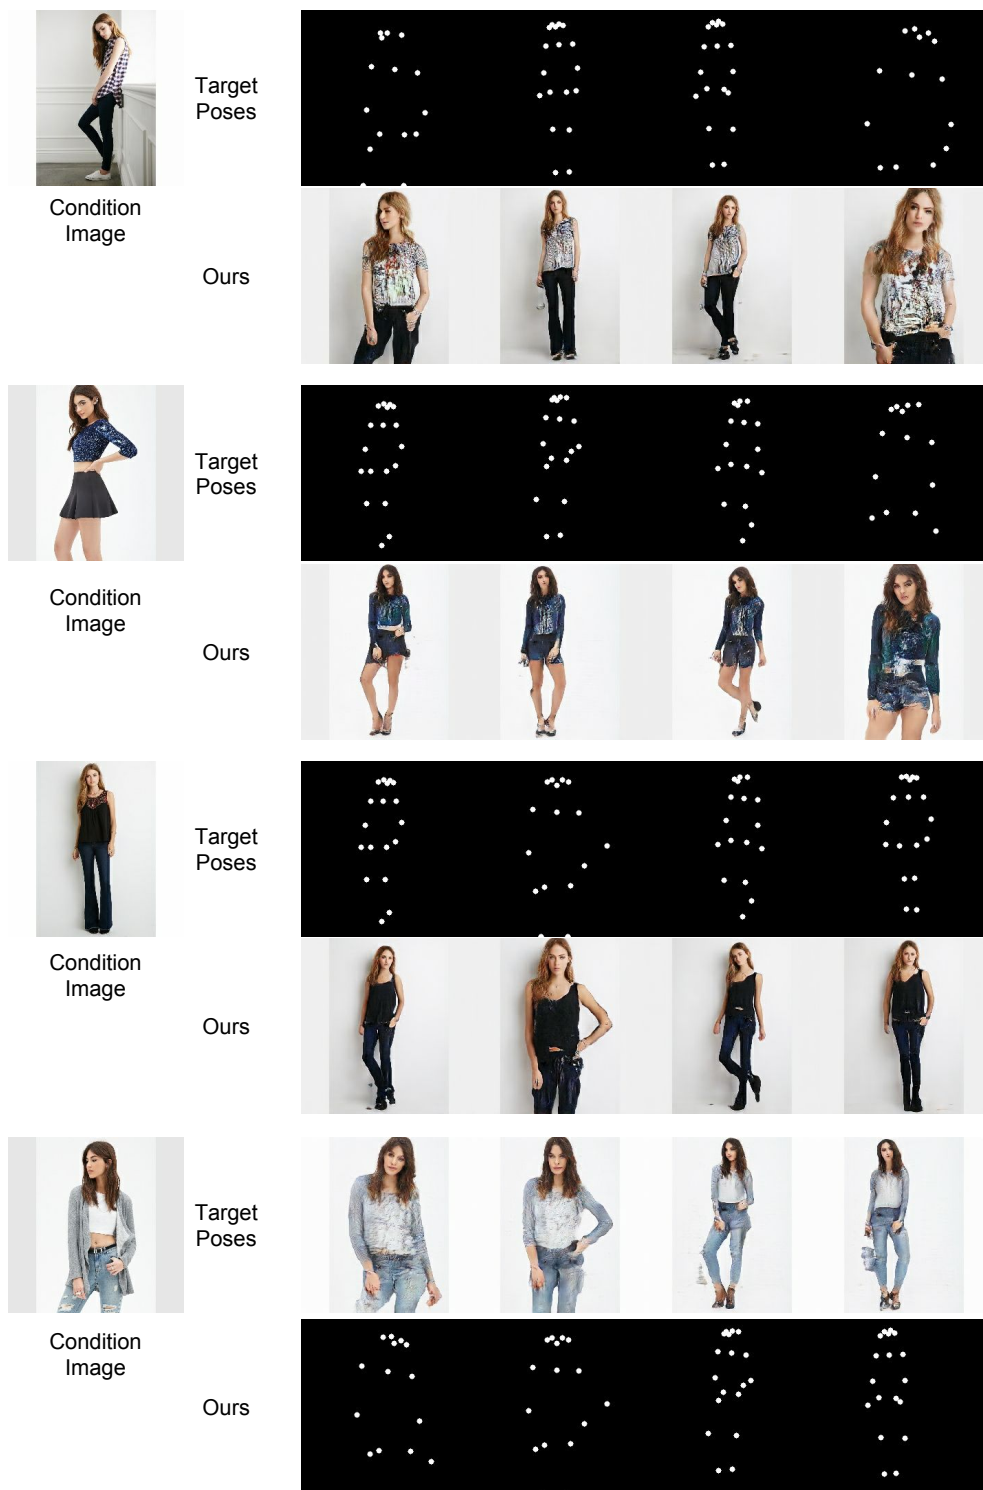 Target
Poses
Condition
Image
Ours
Target
Poses
Condition
Image
Ours
Target
Poses
Condition
Image
Ours
Target
Poses
Condition
Image
Ours